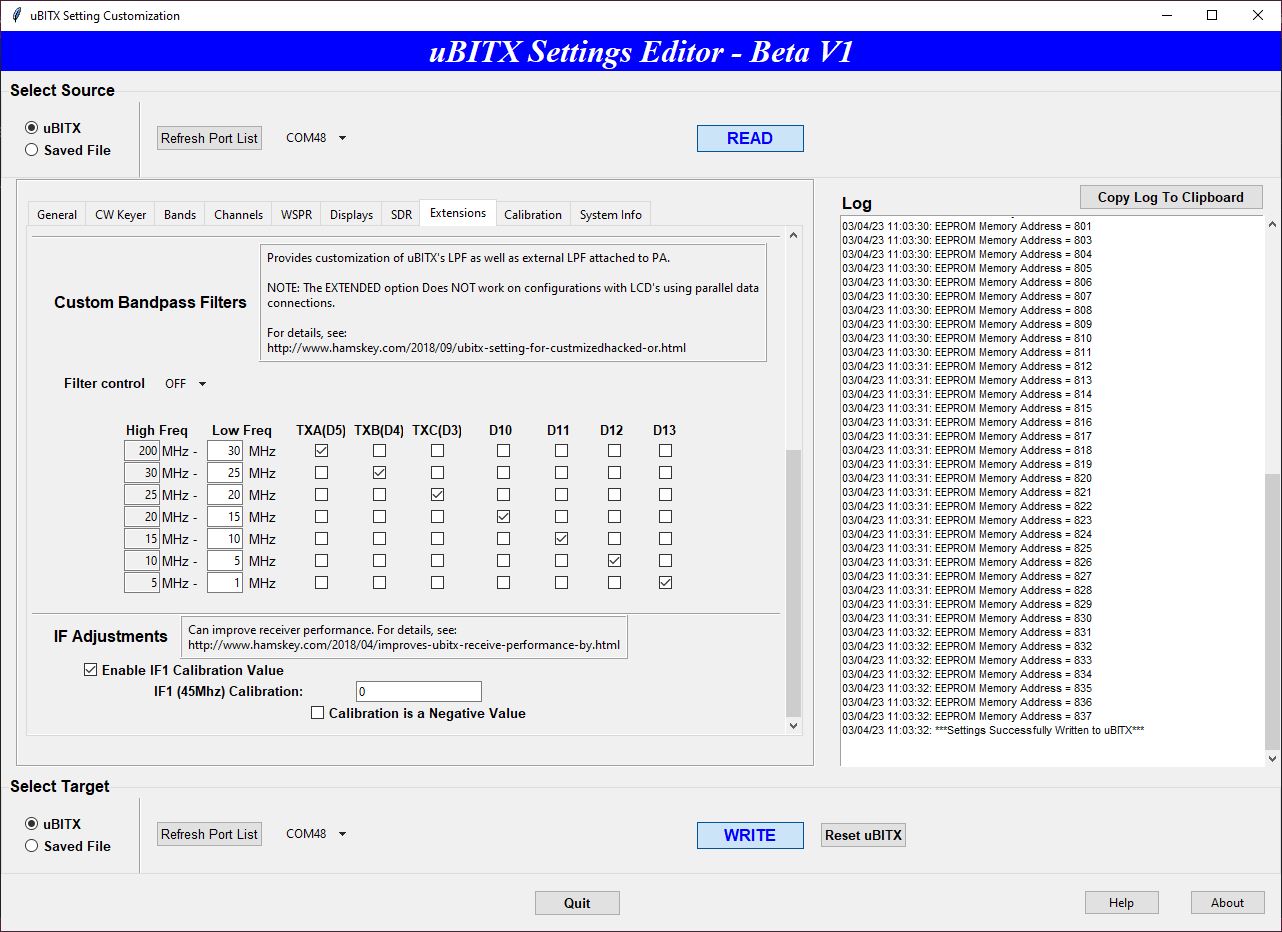 uBITX Setting Customization
uBITX Settings Editor - Beta V1
Select Source
uBITX
Saved File
Refresh Port List
COM48
READ
General
CW Keyer
Bands
Channels
WSPR
Displays
SDR
Extensions
Calibration
System Info
Custom Bandpass Filters
Provides customization of uBITX's LPF as well as external LPF attached to PA.
NOTE: The EXTENDED option Does NOT work on configurations with LCD's using parallel data
connections.
For details, see:
http://www.hamskey.com/2018/09/ubitx-setting-for-custmizedhacked-or.html
Filter control OFF
High Freq Low Freq TXA(D5) TXB(D4) TXC(D3) D10 D11 D12 D13
200 MHz - 30 MHz
30 MHz - 25 MHz
25 MHz - 20 MHz
20 MHz - 15 MHz
15 MHz - 10 MHz
10 MHz - 5 MHz
5 MHz - 1 MHz
IF Adjustments
Can improve receiver performance. For details, see:
http://www.hamskey.com/2018/04/improves-ubitx-receive-performance-by.html
Enable IF1 Calibration Value
IF1 (45Mhz) Calibration: 0
Calibration is a Negative Value
Log
Copy Log To Clipboard
03/04/23 11:03:30: EEPROM Memory Address = 801
03/04/23 11:03:30: EEPROM Memory Address = 803
03/04/23 11:03:30: EEPROM Memory Address = 804
03/04/23 11:03:30: EEPROM Memory Address = 805
03/04/23 11:03:30: EEPROM Memory Address = 806
03/04/23 11:03:30: EEPROM Memory Address = 807
03/04/23 11:03:30: EEPROM Memory Address = 808
03/04/23 11:03:30: EEPROM Memory Address = 809
03/04/23 11:03:30: EEPROM Memory Address = 810
03/04/23 11:03:30: EEPROM Memory Address = 811
03/04/23 11:03:31: EEPROM Memory Address = 812
03/04/23 11:03:31: EEPROM Memory Address = 813
03/04/23 11:03:31: EEPROM Memory Address = 814
03/04/23 11:03:31: EEPROM Memory Address = 815
03/04/23 11:03:31: EEPROM Memory Address = 816
03/04/23 11:03:31: EEPROM Memory Address = 817
03/04/23 11:03:31: EEPROM Memory Address = 818
03/04/23 11:03:31: EEPROM Memory Address = 819
03/04/23 11:03:31: EEPROM Memory Address = 820
03/04/23 11:03:31: EEPROM Memory Address = 821
03/04/23 11:03:31: EEPROM Memory Address = 822
03/04/23 11:03:31: EEPROM Memory Address = 823
03/04/23 11:03:31: EEPROM Memory Address = 824
03/04/23 11:03:31: EEPROM Memory Address = 825
03/04/23 11:03:31: EEPROM Memory Address = 826
03/04/23 11:03:31: EEPROM Memory Address = 827
03/04/23 11:03:31: EEPROM Memory Address = 828
03/04/23 11:03:31: EEPROM Memory Address = 829
03/04/23 11:03:31: EEPROM Memory Address = 830
03/04/23 11:03:32: EEPROM Memory Address = 831
03/04/23 11:03:32: EEPROM Memory Address = 832
03/04/23 11:03:32: EEPROM Memory Address = 833
03/04/23 11:03:32: EEPROM Memory Address = 834
03/04/23 11:03:32: EEPROM Memory Address = 835
03/04/23 11:03:32: EEPROM Memory Address = 836
03/04/23 11:03:32: EEPROM Memory Address = 837
03/04/23 11:03:32: ***Settings Successfully Written to uBITX***
Select Target
uBITX
Saved File
Refresh Port List
COM48
WRITE
Reset uBITX
Quit
Help
About